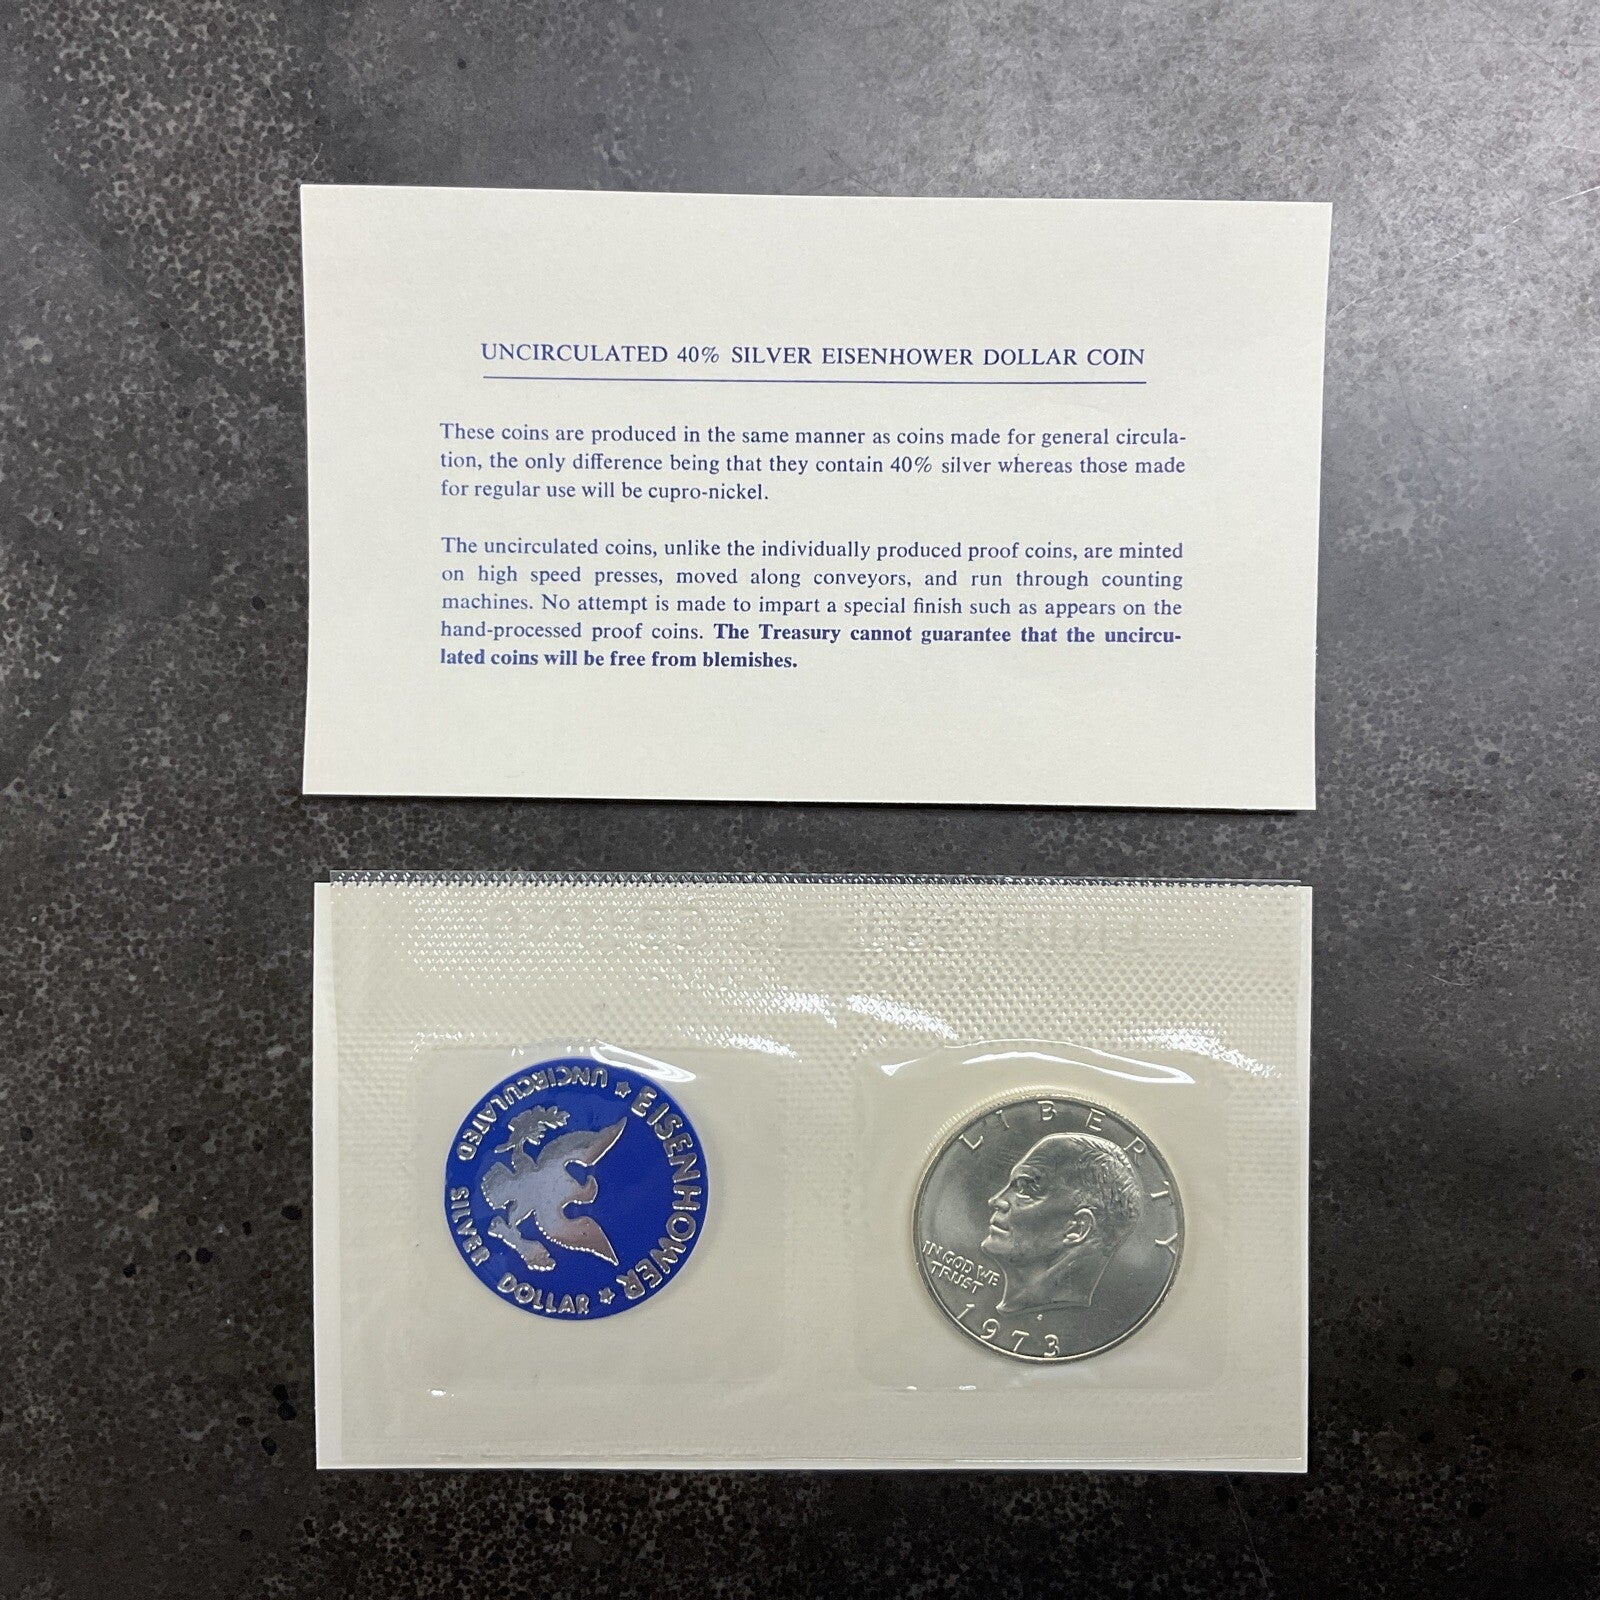 UNCIRCULATED 40% SILVER EISENHOWER DOLLAR COIN
These coins are produced in the same manner as coins made for general circula-
tion, the only difference being that they contain 40% silver whereas those made
for regular use will be cupro-nickel.
The uncirculated coins, unlike the individually produced proof coins, are minted
on high speed presses, moved along conveyors, and run through counting
machines. No attempt is made to impart a special finish such as appears on the
hand-processed proof coins. The Treasury cannot guarantee that the uncircu-
lated coins will be free from blemishes.
EISENHOWER
UNCIRCULATED SILVER DOLLAR
LIBERTY
IN GOD WE
TRUST
1973